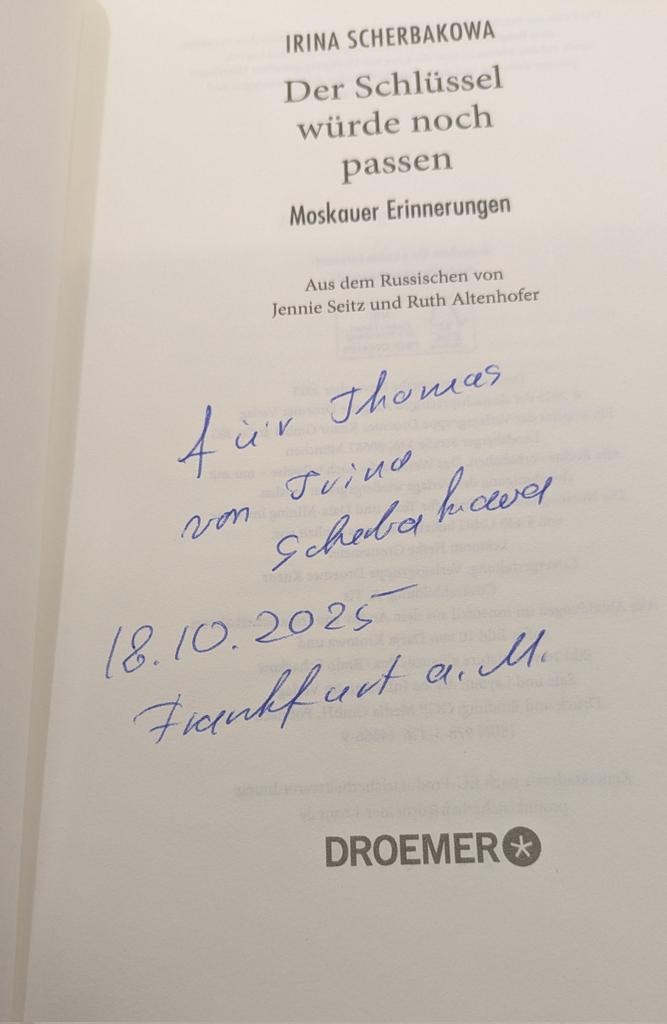 IRINA SCHERBAKOWA
Der Schlüssel
würde noch
passen
Moskauer Erinnerungen
Aus dem Russischen von
Jennie Seitz und Ruth Altenhofer
für Thomas
von Irina
Scherbakowa
18.10.2025
Frankfurt a. M.
DROEMER